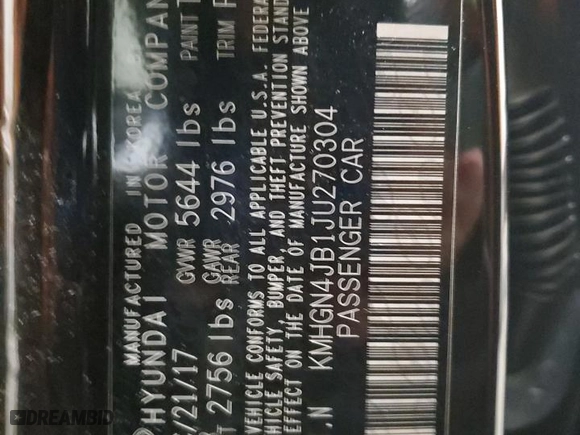 MANUFACTURED IN KOREA
HYUNDAI MOTOR COMPAN
/21/17 GVWR 5644 lbs PAINT
2756 lbs GAWR REAR 2976 lbs TRIM
VEHICLE CONFORMS TO ALL APPLICABLE U.S.A. FEDERA
HICLE SAFETY, BUMPER, AND THEFT PREVENTION STAND
EFFECT ON THE DATE OF MANUFACTURE SHOWN ABOVE
.N KMHGN4JB1JU270304
PASSENGER CAR
DREAMBID